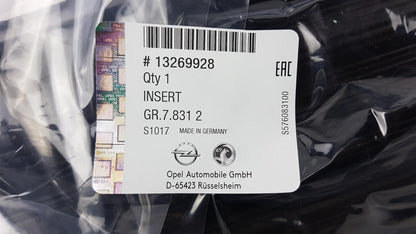 # 13269928
Qty 1
INSERT
GR.7.831 2
S1017 MADE IN GERMANY
Opel Automobile GmbH
D-65423 Rüsselsheim
EAC
S576083100